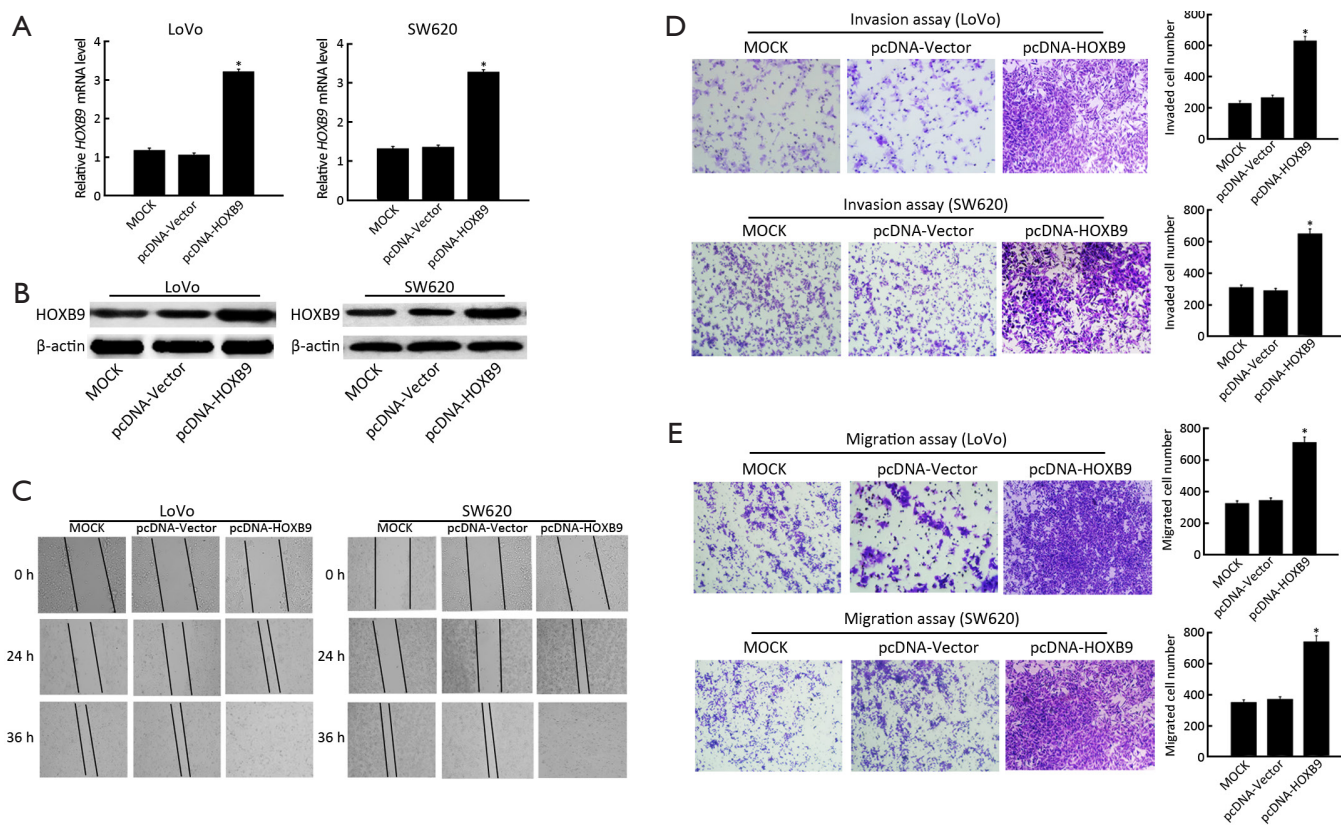 A
LoVo
Relative HOXB9 mRNA level
4
3
2
1
0
*
MOCK
pcDNA-Vector
pcDNA-HOXB9
SW620
Relative HOXB9 mRNA level
4
3
2
1
0
*
MOCK
pcDNA-Vector
pcDNA-HOXB9
B
LoVo
HOXB9
β-actin
MOCK
pcDNA-Vector
pcDNA-HOXB9
SW620
HOXB9
β-actin
MOCK
pcDNA-Vector
pcDNA-HOXB9
C
LoVo
MOCK pcDNA-Vector pcDNA-HOXB9
0 h
24 h
36 h
SW620
MOCK pcDNA-Vector pcDNA-HOXB9
0 h
24 h
36 h
D
Invasion assay (LoVo)
MOCK pcDNA-Vector pcDNA-HOXB9
Invaded cell number
800
600
400
200
0
*
MOCK
pcDNA-Vector
pcDNA-HOXB9
Invasion assay (SW620)
MOCK pcDNA-Vector pcDNA-HOXB9
Invaded cell number
800
600
400
200
0
*
MOCK
pcDNA-Vector
pcDNA-HOXB9
E
Migration assay (LoVo)
MOCK pcDNA-Vector pcDNA-HOXB9
Migrated cell number
800
600
400
200
0
*
MOCK
pcDNA-Vector
pcDNA-HOXB9
Migration assay (SW620)
MOCK pcDNA-Vector pcDNA-HOXB9
Migrated cell number
800
600
400
200
0
*
MOCK
pcDNA-Vector
pcDNA-HOXB9